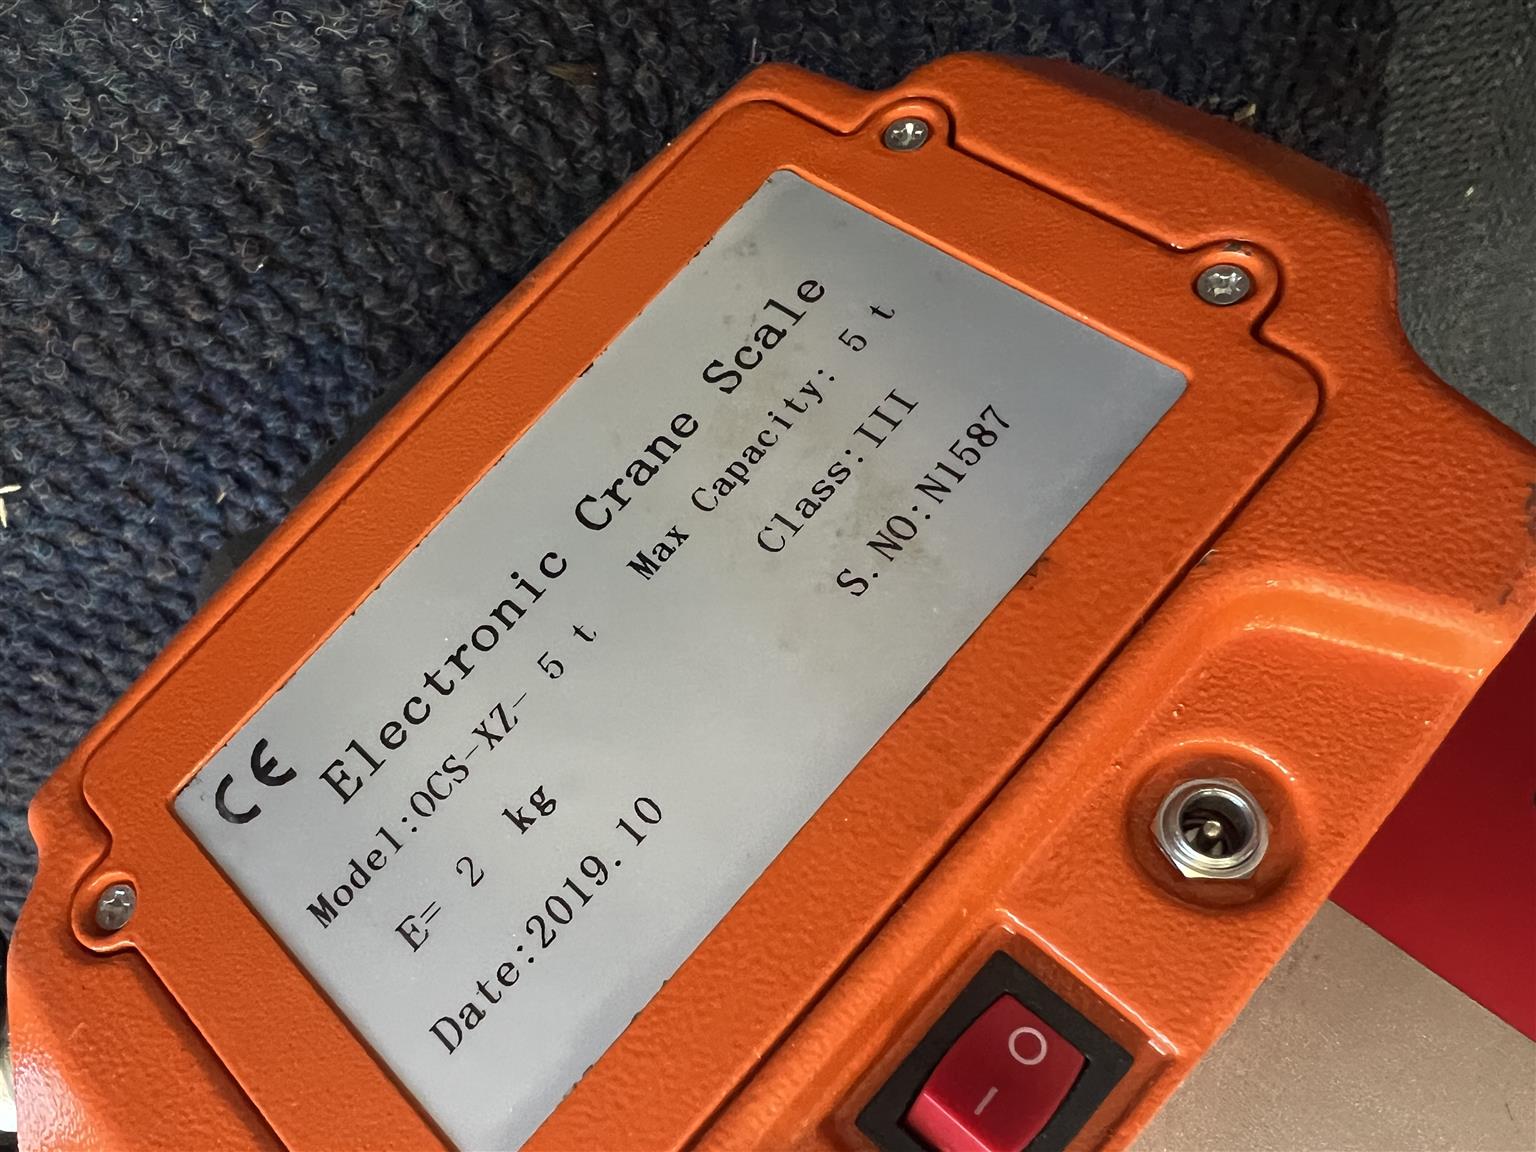 CE
Electronic Crane Scale
Model:OCS-XZ- 5 t Max Capacity: 5 t
E= 2 kg Class:III
Date:2019.10 S.NO:N1587
O
I